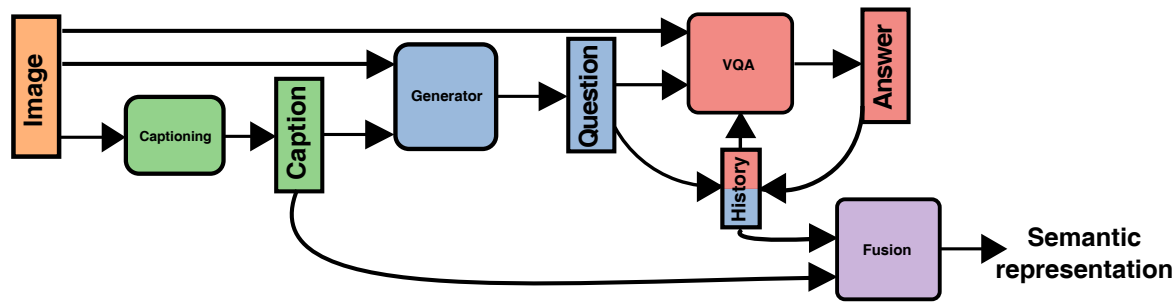 Image
Captioning
Caption
Generator
Question
VQA
History
Answer
Fusion
Semantic
representation